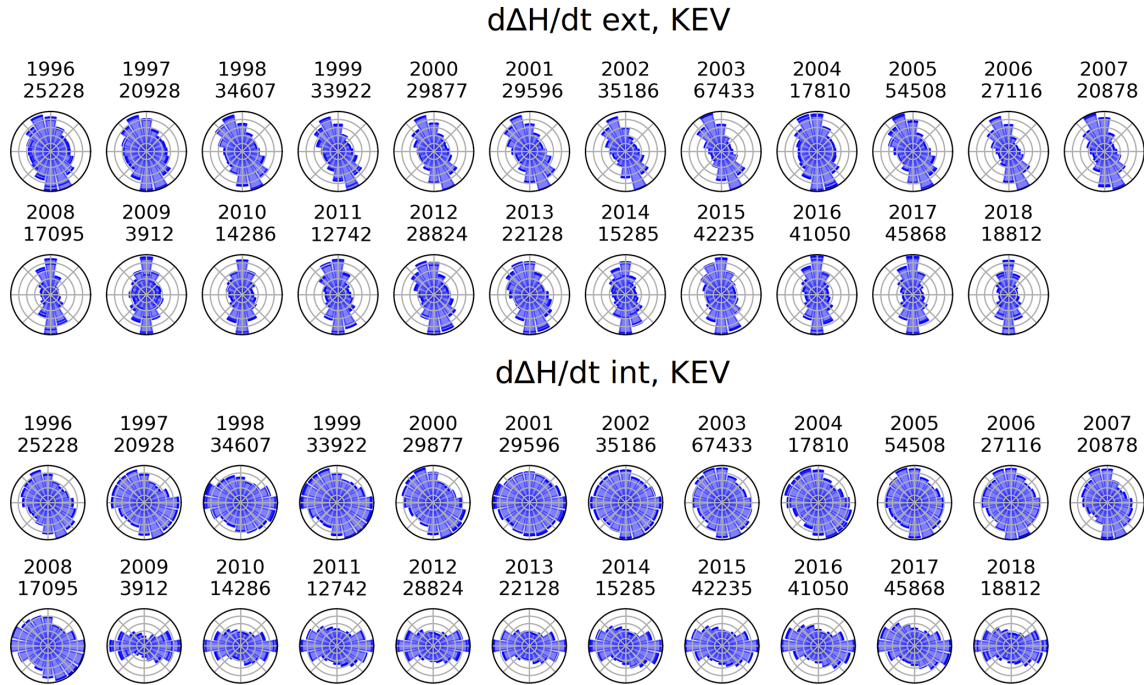 dΔH/dt ext, KEV
1996 1997 1998 1999 2000 2001 2002 2003 2004 2005 2006 2007
25228 20928 34607 33922 29877 29596 35186 67433 17810 54508 27116 20878
2008 2009 2010 2011 2012 2013 2014 2015 2016 2017 2018
17095 3912 14286 12742 28824 22128 15285 42235 41050 45868 18812
dΔH/dt int, KEV
1996 1997 1998 1999 2000 2001 2002 2003 2004 2005 2006 2007
25228 20928 34607 33922 29877 29596 35186 67433 17810 54508 27116 20878
2008 2009 2010 2011 2012 2013 2014 2015 2016 2017 2018
17095 3912 14286 12742 28824 22128 15285 42235 41050 45868 18812